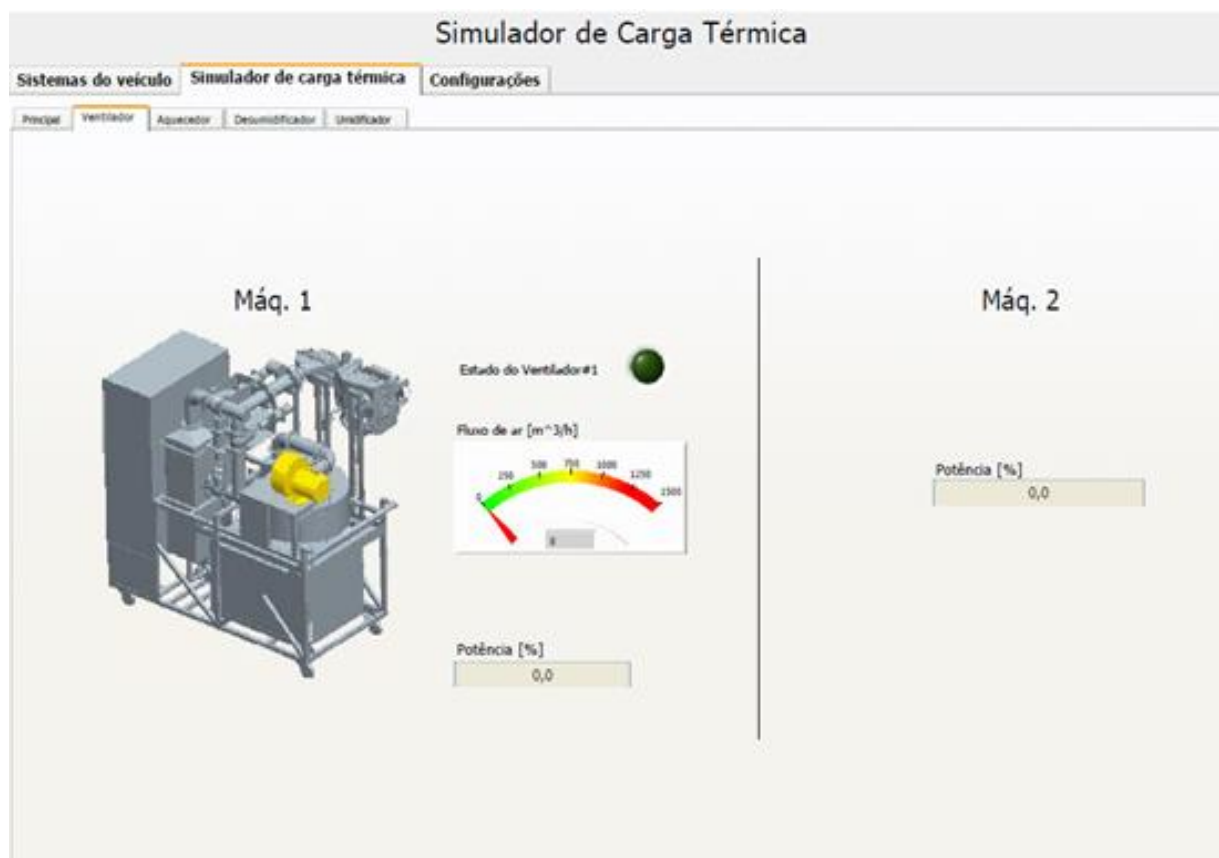 Simulador de Carga Térmica
Sistemas do veículo Simulador de carga térmica Configurações
Principal Ventilador Aquecedor Desumidificador Umidificador
Máq. 1
Máq. 2
Estado do Ventilador#1
Fluxo de ar [m^3/h]
0 250 500 750 1000 1250 1500
Potência [%]
0,0
Potência [%]
0,0